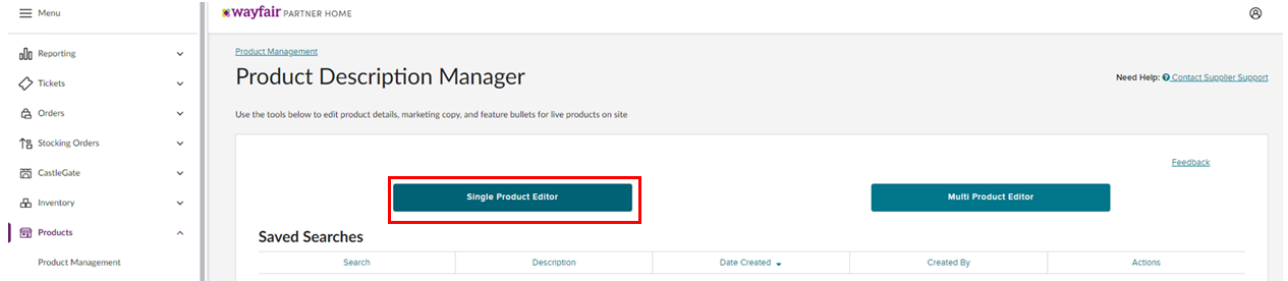 Menu
wayfair PARTNER HOME
Reporting
Tickets
Orders
Stocking Orders
CastleGate
Inventory
Products
Product Management
Product Management
Product Description Manager
Need Help: Contact Supplier Support
Use the tools below to edit product details, marketing copy, and feature bullets for live products on site
Feedback
Single Product Editor
Multi Product Editor
Saved Searches
Search Description Date Created Created By Actions